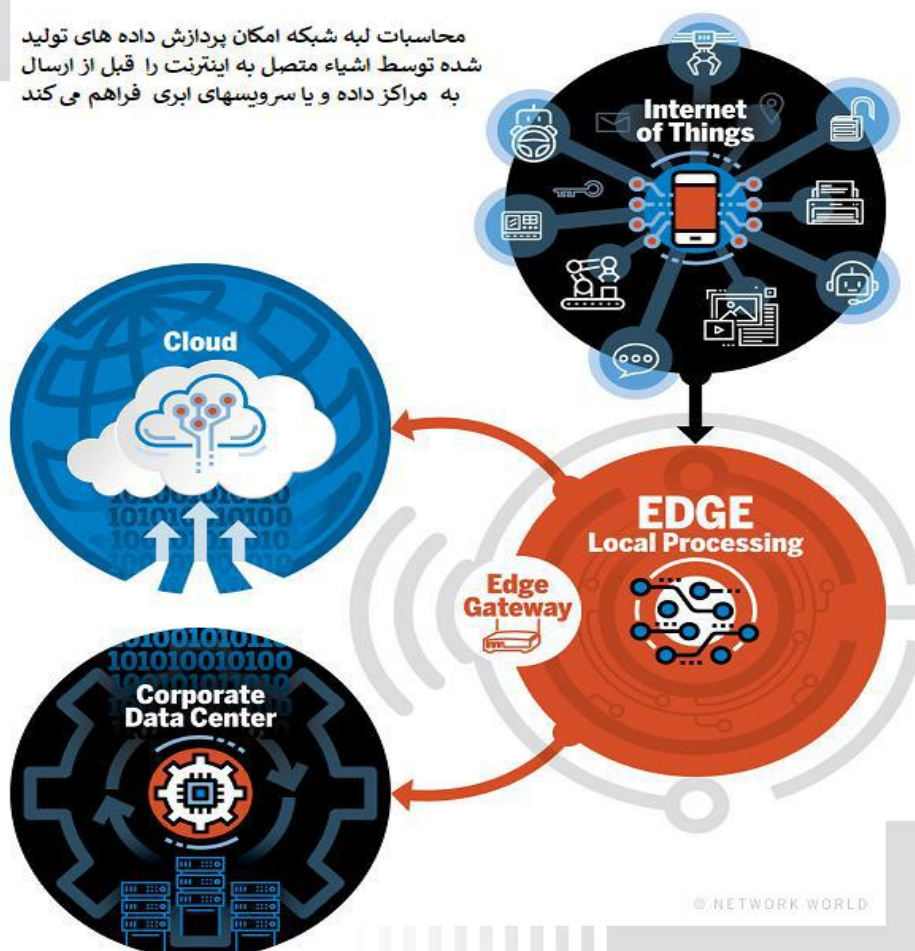 محاسبات لبه شبکه امکان پردازش داده های تولید
شده توسط اشیاء متصل به اینترنت را قبل از ارسال
به مراکز داده و یا سرویسهای ابری فراهم می کند
Internet
of Things
Cloud
EDGE
Local Processing
Edge
Gateway
101010010100
Corporate
Data Center
© NETWORK WORLD